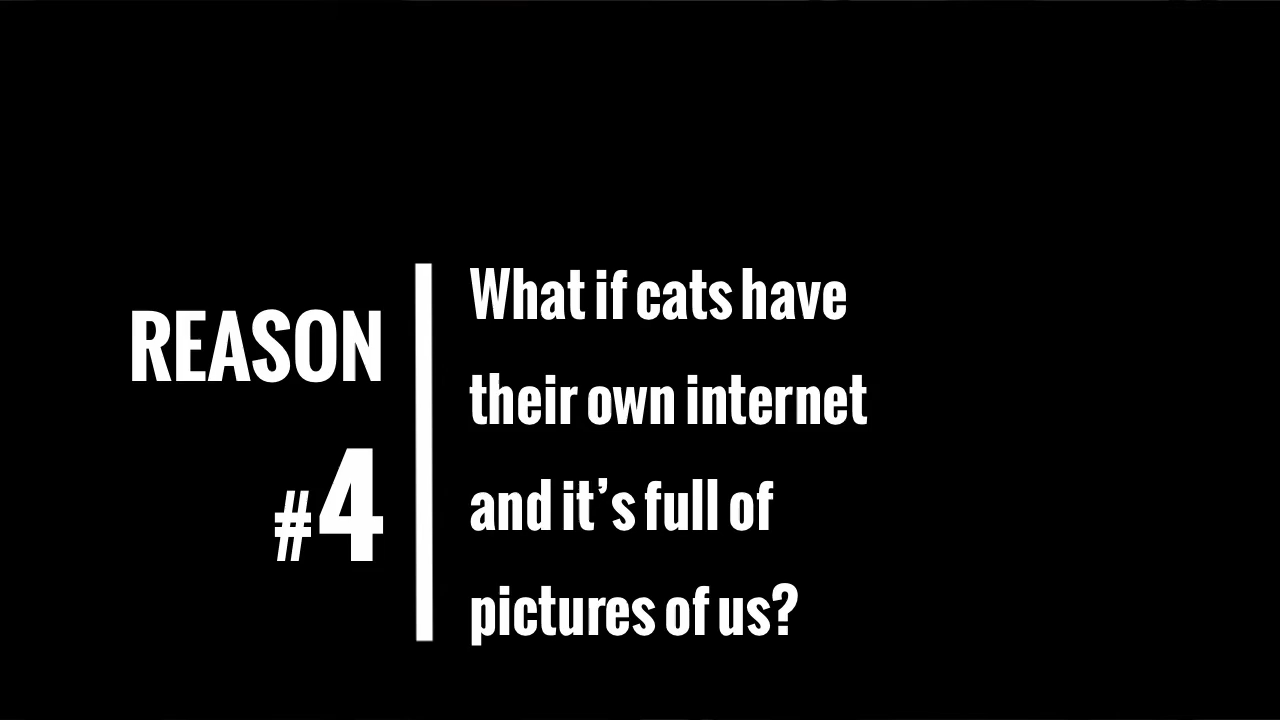 REASON
#4
What if cats have
their own internet
and it’s full of
pictures of us?